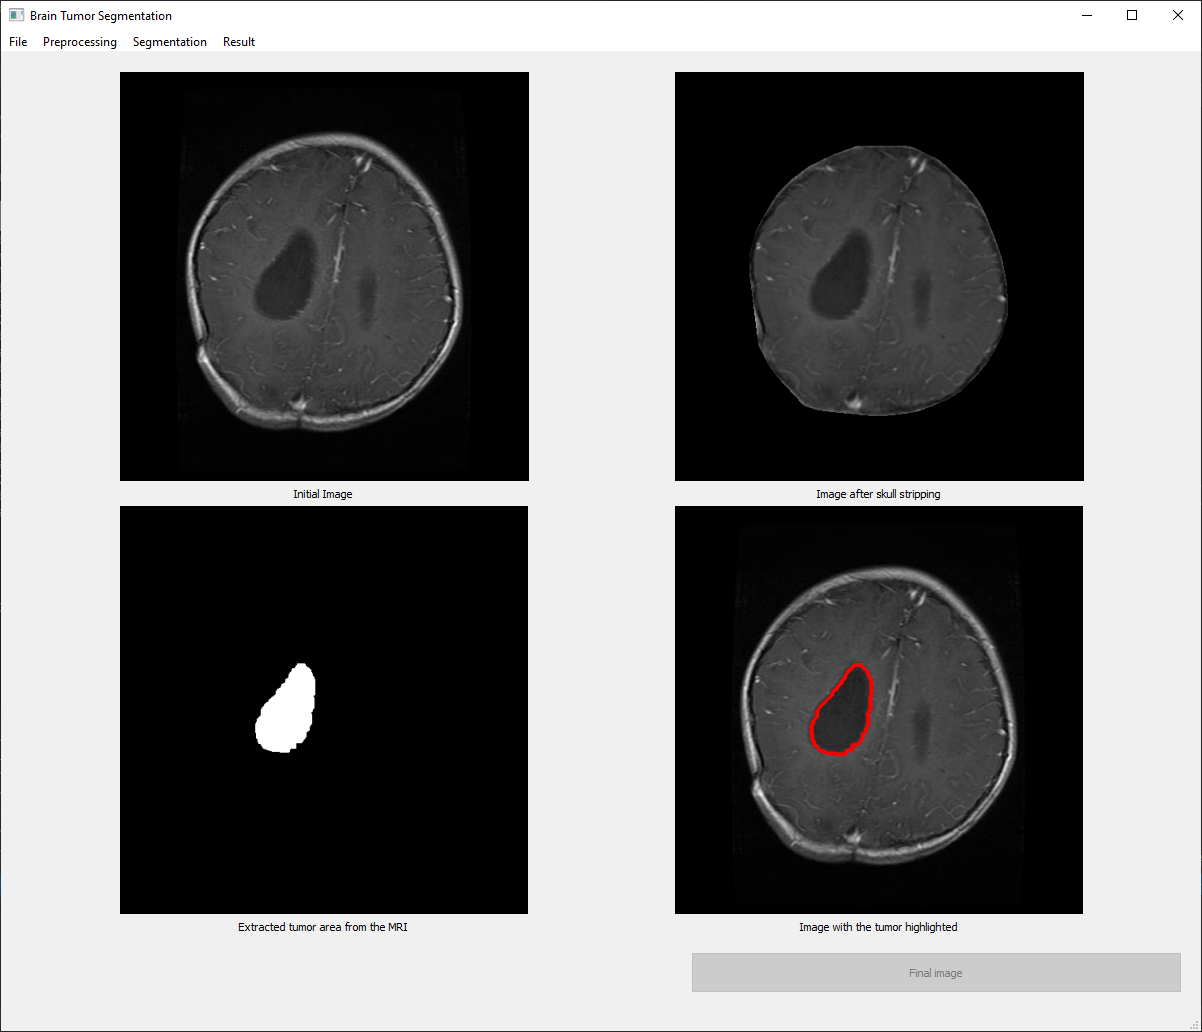 Brain Tumor Segmentation
File Preprocessing Segmentation Result
Initial Image
Image after skull stripping
Extracted tumor area from the MRI
Image with the tumor highlighted
Final image